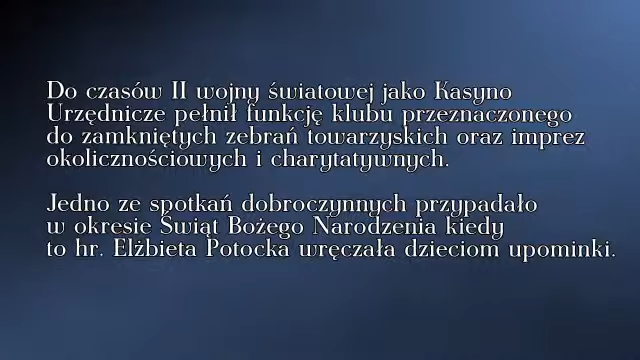 Do czasów II wojny światowej jako Kasyno
Urzędnicze pełnił funkcję klubu przeznaczonego
do zamkniętych zebrań towarzyskich oraz imprez
okolicznościowych i charytatywnych.
Jedno ze spotkań dobroczynnych przypadało
w okresie Świąt Bożego Narodzenia kiedy
to hr. Elżbieta Potocka wręczała dzieciom upominki.